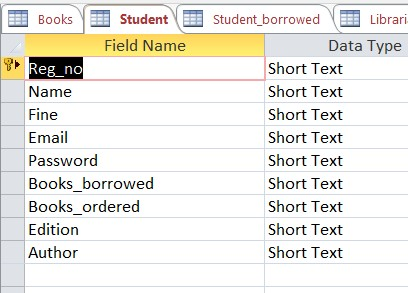 Books Student Student_borrowed Librari
Field Name Data Type
Reg_no Short Text
Name Short Text
Fine Short Text
Email Short Text
Password Short Text
Books_borrowed Short Text
Books_ordered Short Text
Edition Short Text
Author Short Text